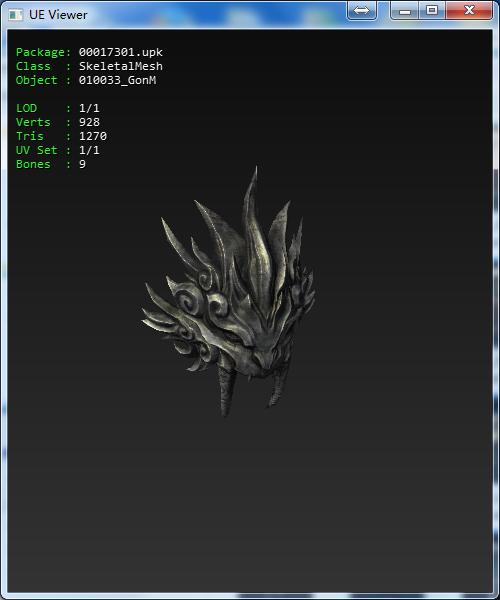 UE Viewer
Package: 00017301.upk
Class  : SkeletalMesh
Object : 010033_GonM
LOD    : 1/1
Verts  : 928
Tris   : 1270
UV Set : 1/1
Bones  : 9